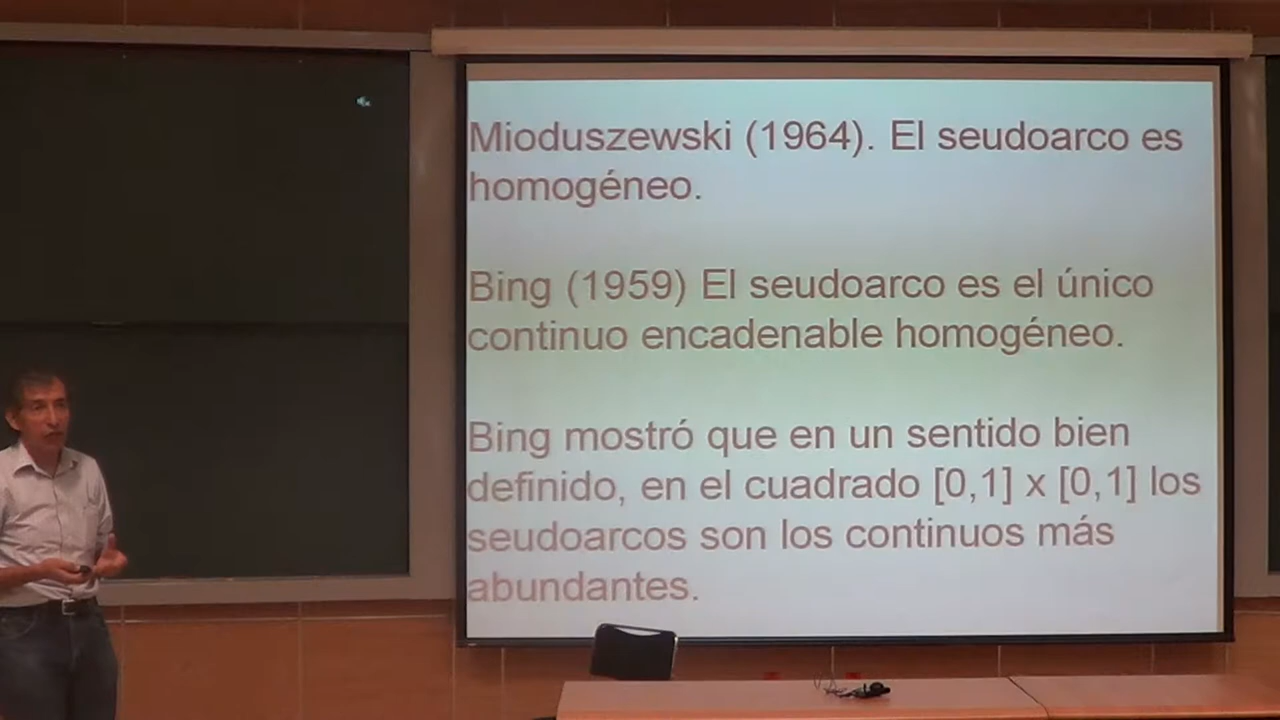 Mioduszewski (1964). El seudoarco es
homogéneo.
Bing (1959) El seudoarco es el único
continuo encadenable homogéneo.
Bing mostró que en un sentido bien
definido, en el cuadrado [0,1] x [0,1] los
seudoarcos son los continuos más
abundantes.